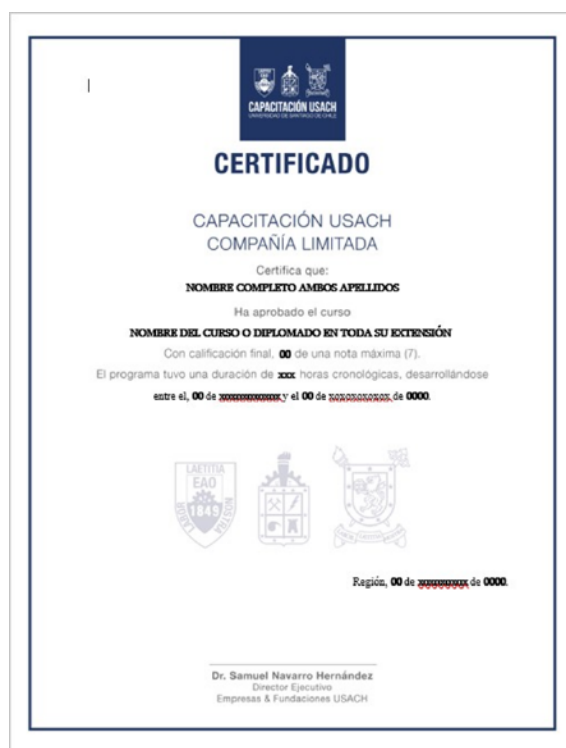 CAPACITACIÓN USACH
UNIVERSIDAD DE SANTIAGO DE CHILE
CERTIFICADO
CAPACITACIÓN USACH
COMPAÑÍA LIMITADA
Certifica que:
NOMBRE COMPLETO AMBOS APELLIDOS
Ha aprobado el curso
NOMBRE DEL CURSO O DIPLOMADO EN TODA SU EXTENSIÓN
Con calificación final, 00 de una nota máxima (7).
El programa tuvo una duración de xxx horas cronológicas, desarrollándose
entre el, 00 de y el 00 de de 0000.
LAETITIA
EAO
1849
LABOR
NOSTRA
Región, 00 de de 0000.
Dr. Samuel Navarro Hernández
Director Ejecutivo
Empresas & Fundaciones USACH